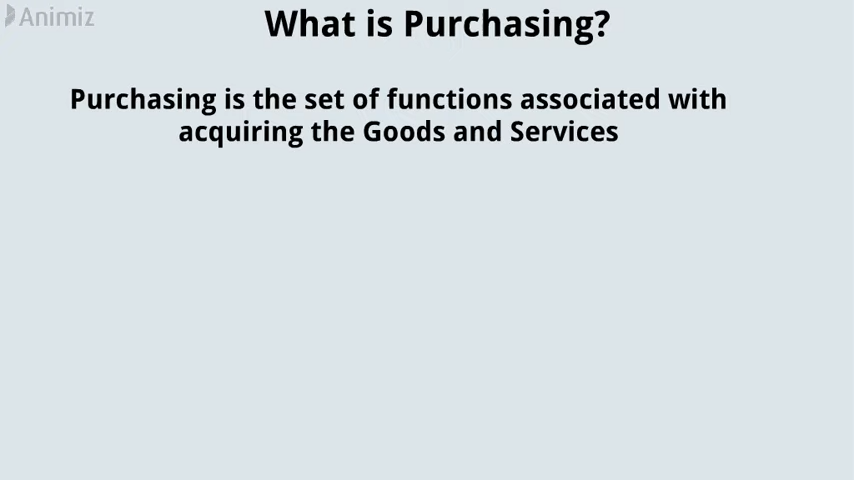 Animiz
What is Purchasing?
Purchasing is the set of functions associated with
acquiring the Goods and Services